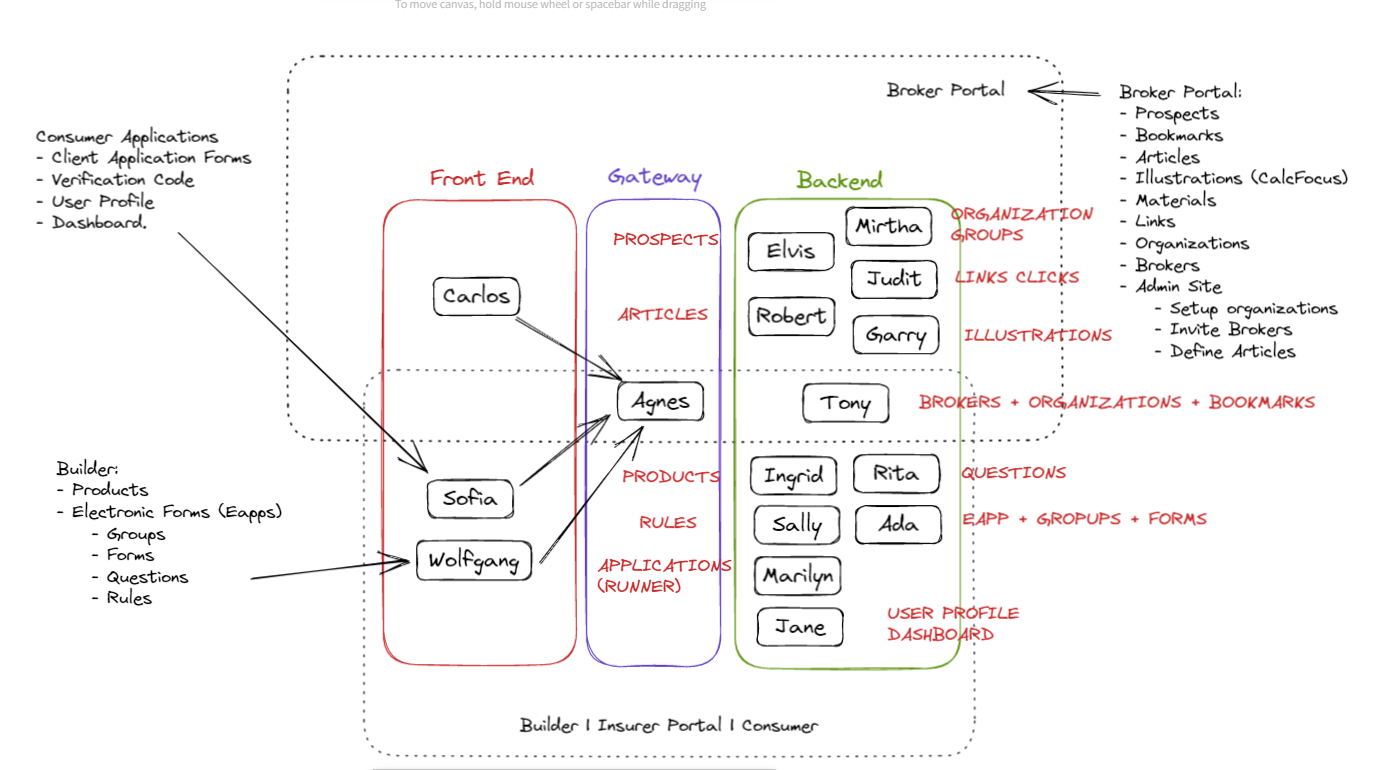 To move canvas, hold mouse wheel or spacebar while dragging
Broker Portal
Broker Portal:
- Prospects
- Bookmarks
- Articles
- Illustrations (CalcFocus)
- Materials
- Links
- Organizations
- Brokers
- Admin Site
- Setup organizations
- Invite Brokers
- Define Articles
Consumer Applications
- Client Application Forms
- Verification Code
- User Profile
- Dashboard.
Builder:
- Products
- Electronic Forms (Eapps)
- Groups
- Forms
- Questions
- Rules
Front End
Carlos
Sofia
Wolfgang
Gateway
PROSPECTS
ARTICLES
Agnes
PRODUCTS
RULES
APPLICATIONS
(RUNNER)
Backend
Mirtha
ORGANIZATION
GROUPS
Elvis
Judit
LINKS CLICKS
Robert
Garry
ILLUSTRATIONS
Tony
BROKERS + ORGANIZATIONS + BOOKMARKS
Ingrid
Rita
QUESTIONS
Sally
Ada
EAPP + GROPUPS + FORMS
Marilyn
Jane
USER PROFILE
DASHBOARD
Builder | Insurer Portal | Consumer